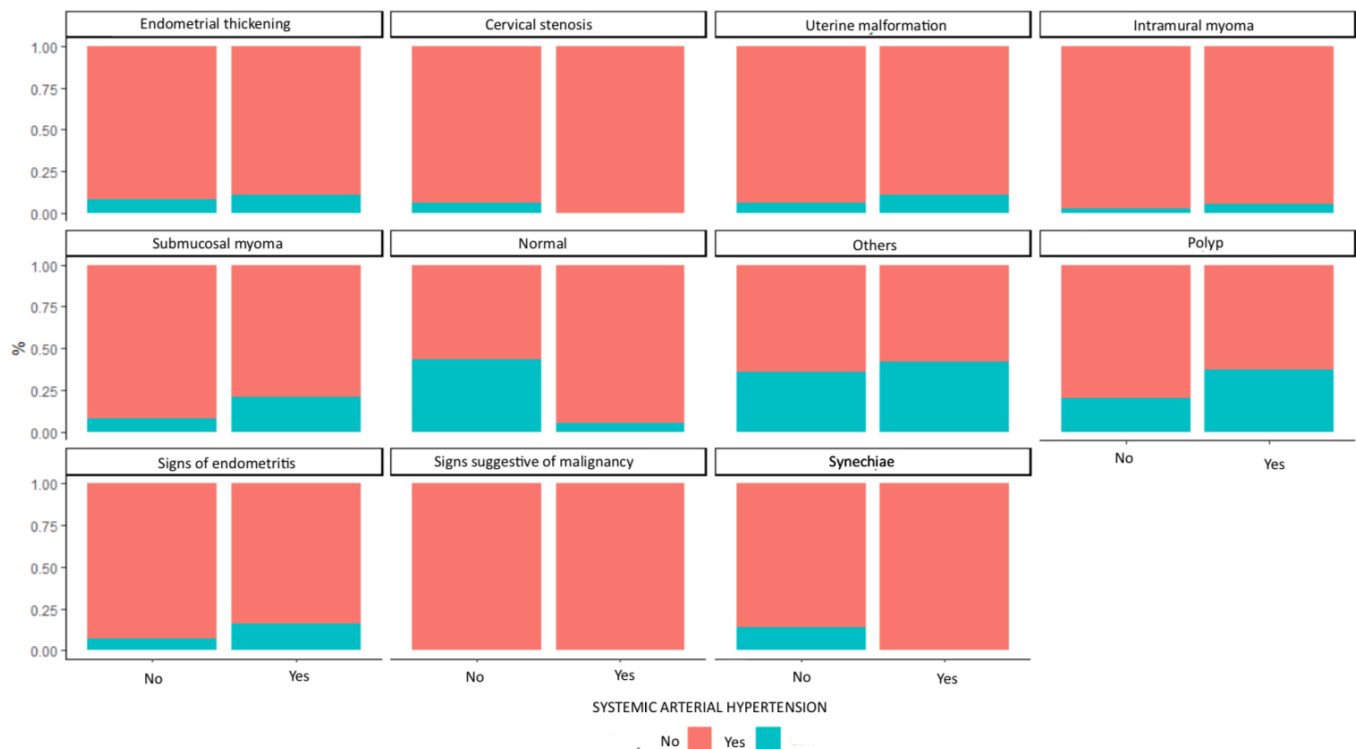 Endometrial thickening
Cervical stenosis
Uterine malformation
Intramural myoma
1.00
0.75
0.50
0.25
0.00
Submucosal myoma
Normal
Others
Polyp
1.00
0.75
0.50
0.25
0.00
%
No
Yes
Signs of endometritis
Signs suggestive of malignancy
Synechiae
1.00
0.75
0.50
0.25
0.00
No
Yes
No
Yes
No
Yes
SYSTEMIC ARTERIAL HYPERTENSION
No Yes